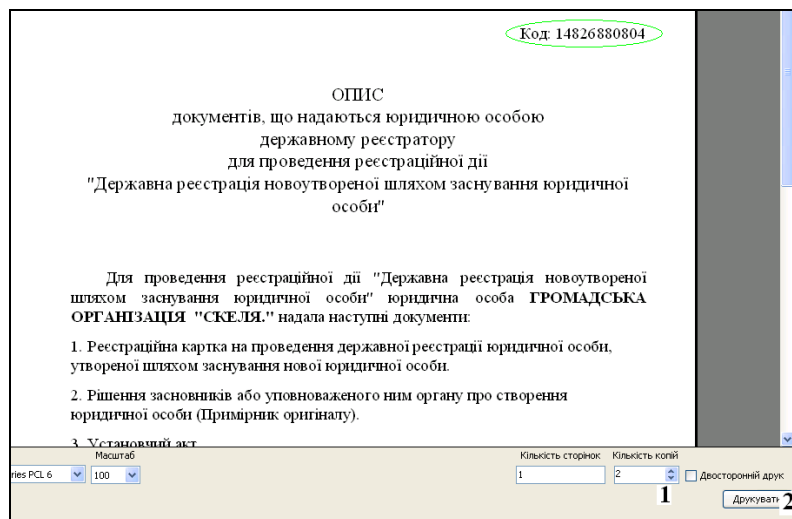 Код: 14826880804
ОПИС
документів, що надаються юридичною особою
державному реєстратору
для проведення реєстраційної дії
"Державна реєстрація новоутвореної шляхом заснування юридичної
особи"
Для проведення реєстраційної дії "Державна реєстрація новоутвореної
шляхом заснування юридичної особи" юридична особа ГРОМАДСЬКА
ОРГАНІЗАЦІЯ "СКЕЛЯ." надала наступні документи:
1. Реєстраційна картка на проведення державної реєстрації юридичної особи,
утвореної шляхом заснування нової юридичної особи.
2. Рішення засновників або уповноваженого ним органу про створення
юридичної особи (Примірник оригіналу).
3. Установчий акт
Масштаб Кількість сторінок Кількість копій
ries PCL 6 100 1 2 Двосторонній друк
1
Друкувати 2